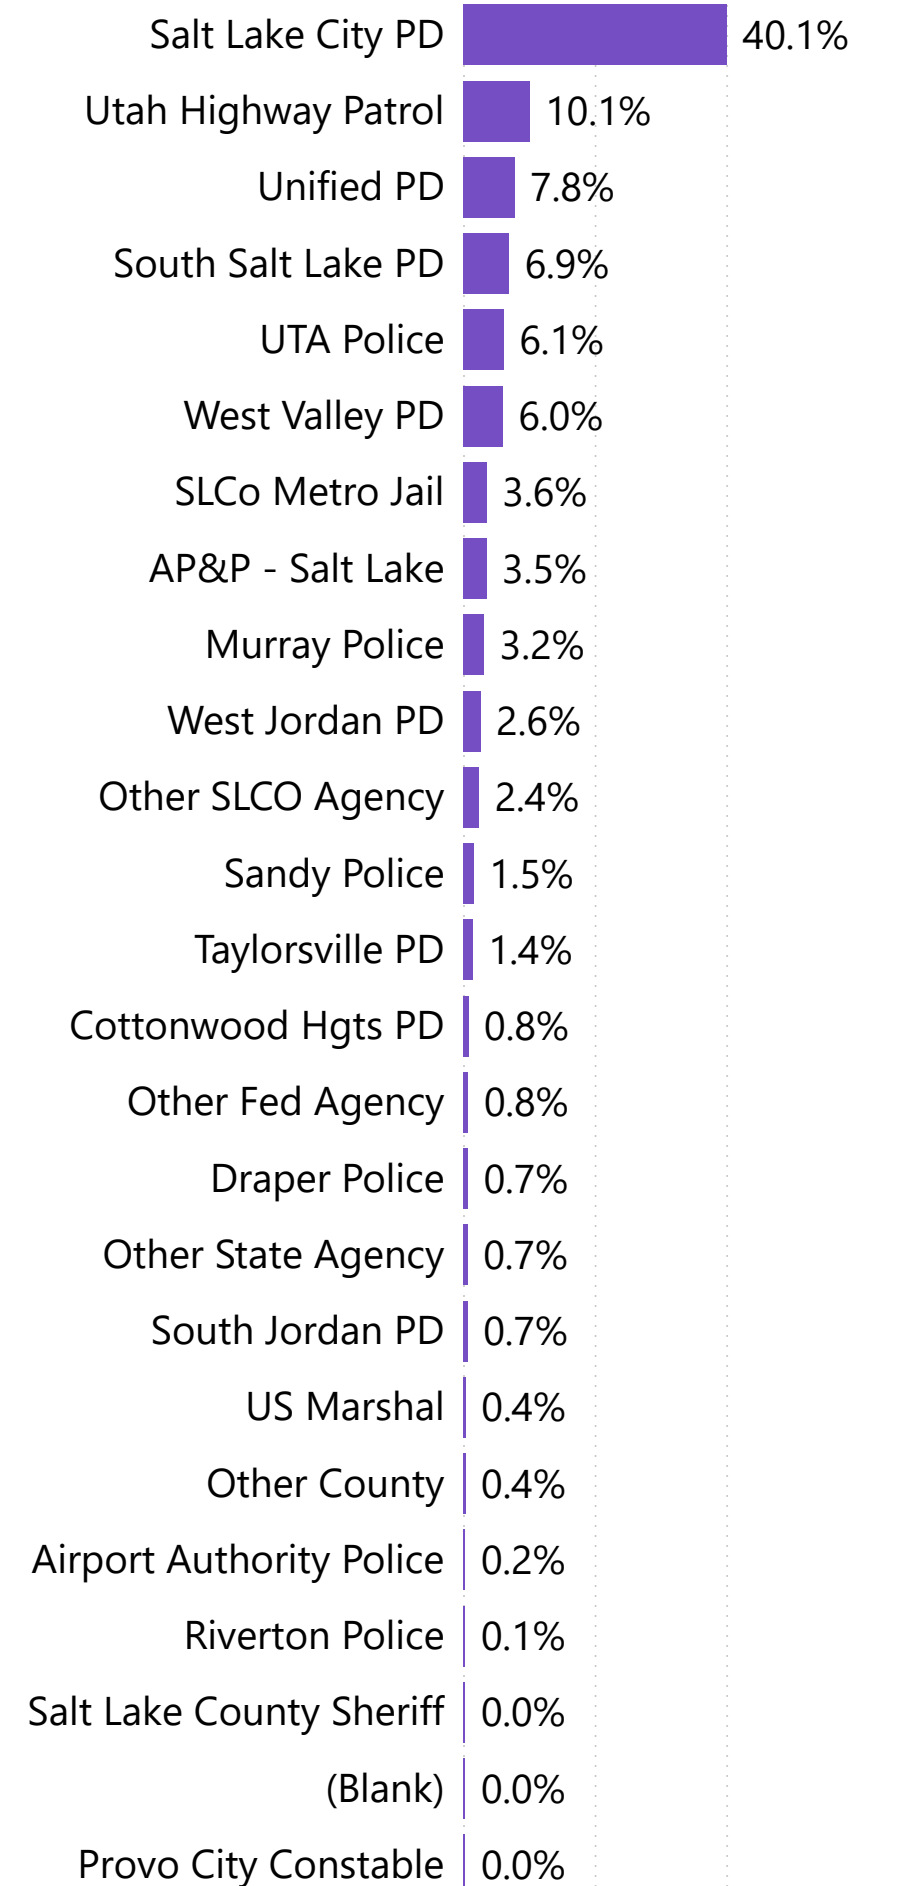 Salt Lake City PD 40.1%
Utah Highway Patrol 10.1%
Unified PD 7.8%
South Salt Lake PD 6.9%
UTA Police 6.1%
West Valley PD 6.0%
SLCo Metro Jail 3.6%
AP&P - Salt Lake 3.5%
Murray Police 3.2%
West Jordan PD 2.6%
Other SLCO Agency 2.4%
Sandy Police 1.5%
Taylorsville PD 1.4%
Cottonwood Hgts PD 0.8%
Other Fed Agency 0.8%
Draper Police 0.7%
Other State Agency 0.7%
South Jordan PD 0.7%
US Marshal 0.4%
Other County 0.4%
Airport Authority Police 0.2%
Riverton Police 0.1%
Salt Lake County Sheriff 0.0%
(Blank) 0.0%
Provo City Constable 0.0%